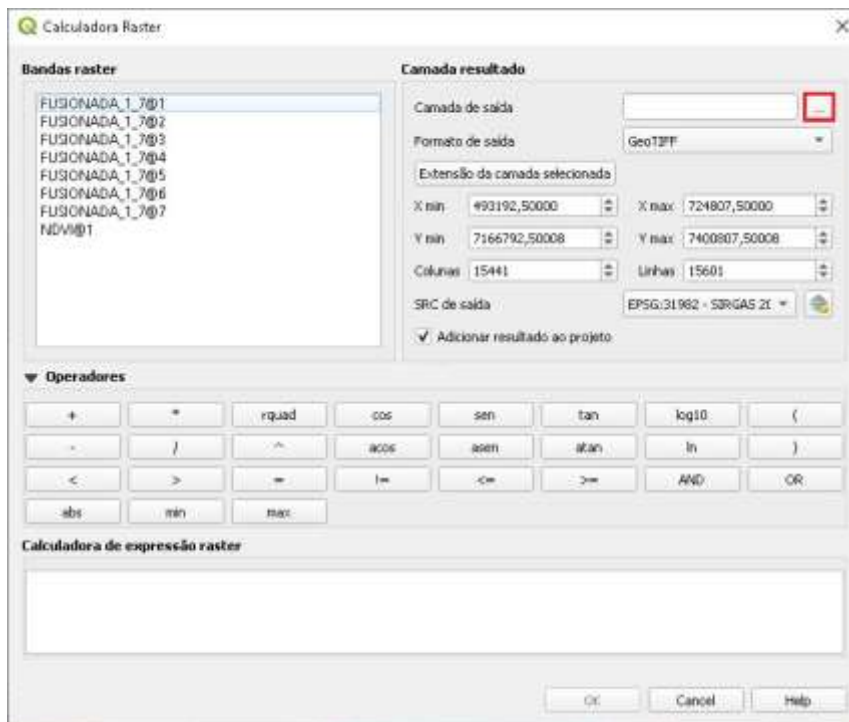 Calculadora Raster
Bandas raster
FUSIONADA_1_7@1
FUSIONADA_1_7@2
FUSIONADA_1_7@3
FUSIONADA_1_7@4
FUSIONADA_1_7@5
FUSIONADA_1_7@6
FUSIONADA_1_7@7
NDVI@1
Camada resultado
Camada de saída ...
Formato de saída GeoTIFF
Extensão da camada selecionada
X min 493192,50000 X max 724807,50000
Y min 7166792,50008 Y max 7400807,50008
Colunas 15441 Linhas 15601
SRC de saída EPSG:31982 - SIRGAS 20
Adicionar resultado ao projeto
Operadores
+ * rquad cos sen tan log10 (
- / ^ acos asen atan ln )
< > = != <= >= AND OR
abs min max
Calculadora de expressão raster
OK Cancel Help